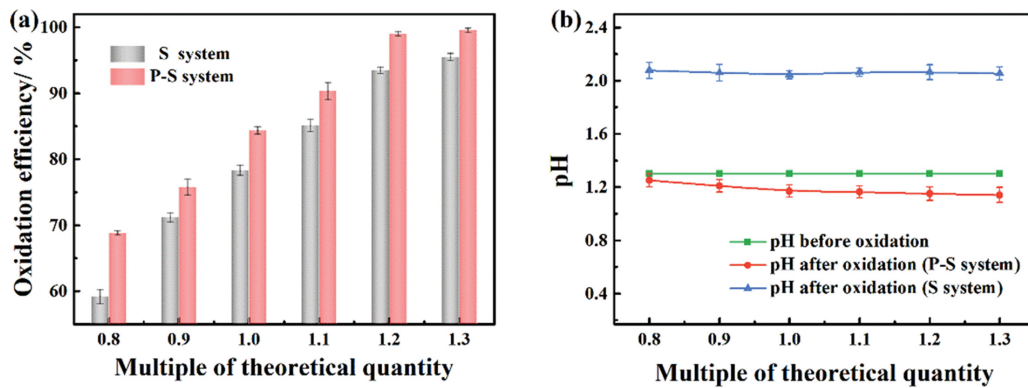 (a)
Oxidation efficiency/ %
100
90
80
70
60
S system
P-S system
0.8 0.9 1.0 1.1 1.2 1.3
Multiple of theoretical quantity
(b)
pH
2.4
2.0
1.6
1.2
0.8
0.4
pH before oxidation
pH after oxidation (P-S system)
pH after oxidation (S system)
0.8 0.9 1.0 1.1 1.2 1.3
Multiple of theoretical quantity